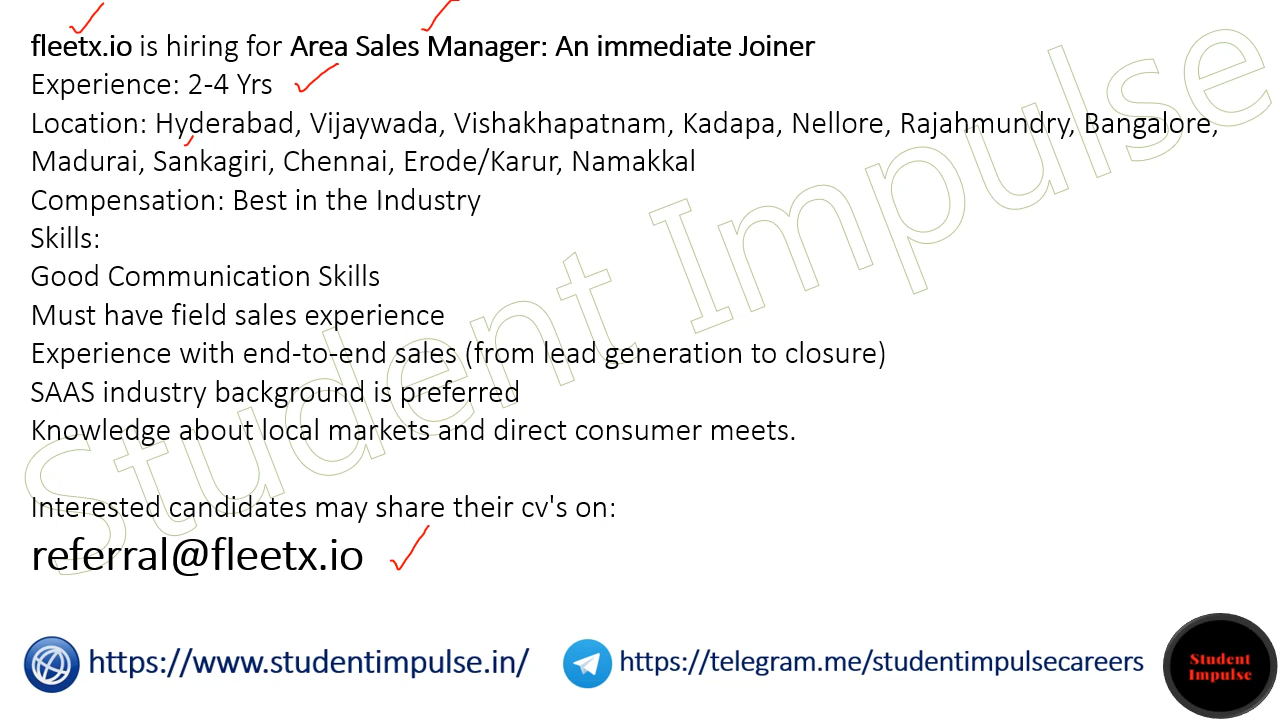 fleetx.io is hiring for Area Sales Manager: An immediate Joiner
Experience: 2-4 Yrs
Location: Hyderabad, Vijaywada, Vishakhapatnam, Kadapa, Nellore, Rajahmundry, Bangalore,
Madurai, Sankagiri, Chennai, Erode/Karur, Namakkal
Compensation: Best in the Industry
Skills:
Good Communication Skills
Must have field sales experience
Experience with end-to-end sales (from lead generation to closure)
SAAS industry background is preferred
Knowledge about local markets and direct consumer meets.
Interested candidates may share their cv's on:
referral@fleetx.io
Student Impulse
https://www.studentimpulse.in/
https://telegram.me/studentimpulsecareers
Student
Impulse